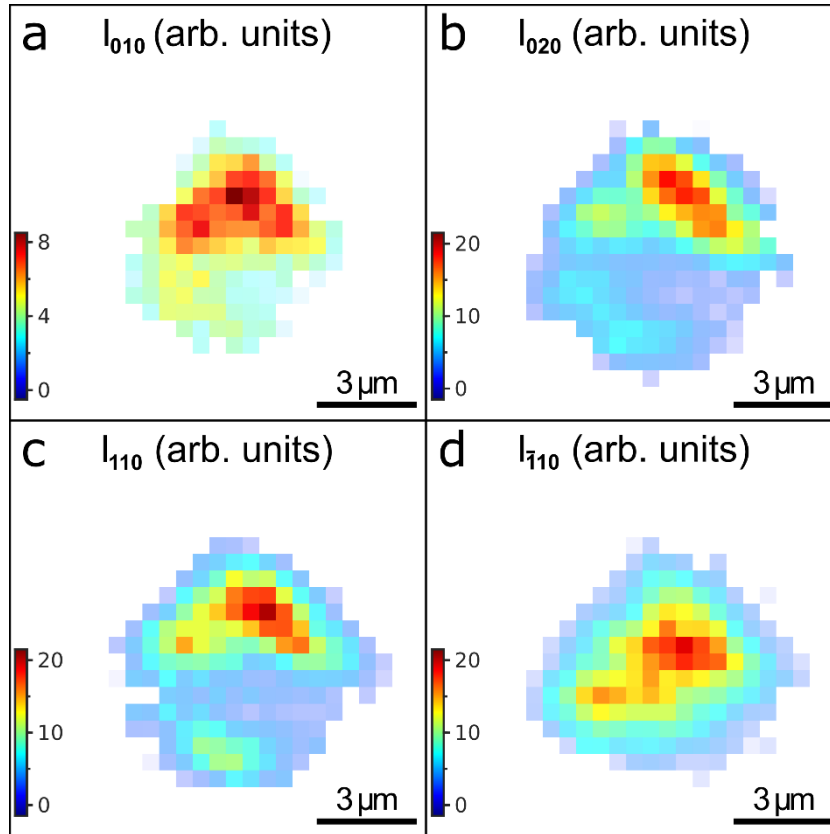 a I₀₁₀ (arb. units)
8
4
0
3 µm
b I₀₂₀ (arb. units)
20
10
0
3 µm
c I₁₁₀ (arb. units)
20
10
0
3 µm
d I₁̄₁₀ (arb. units)
20
10
0
3 µm